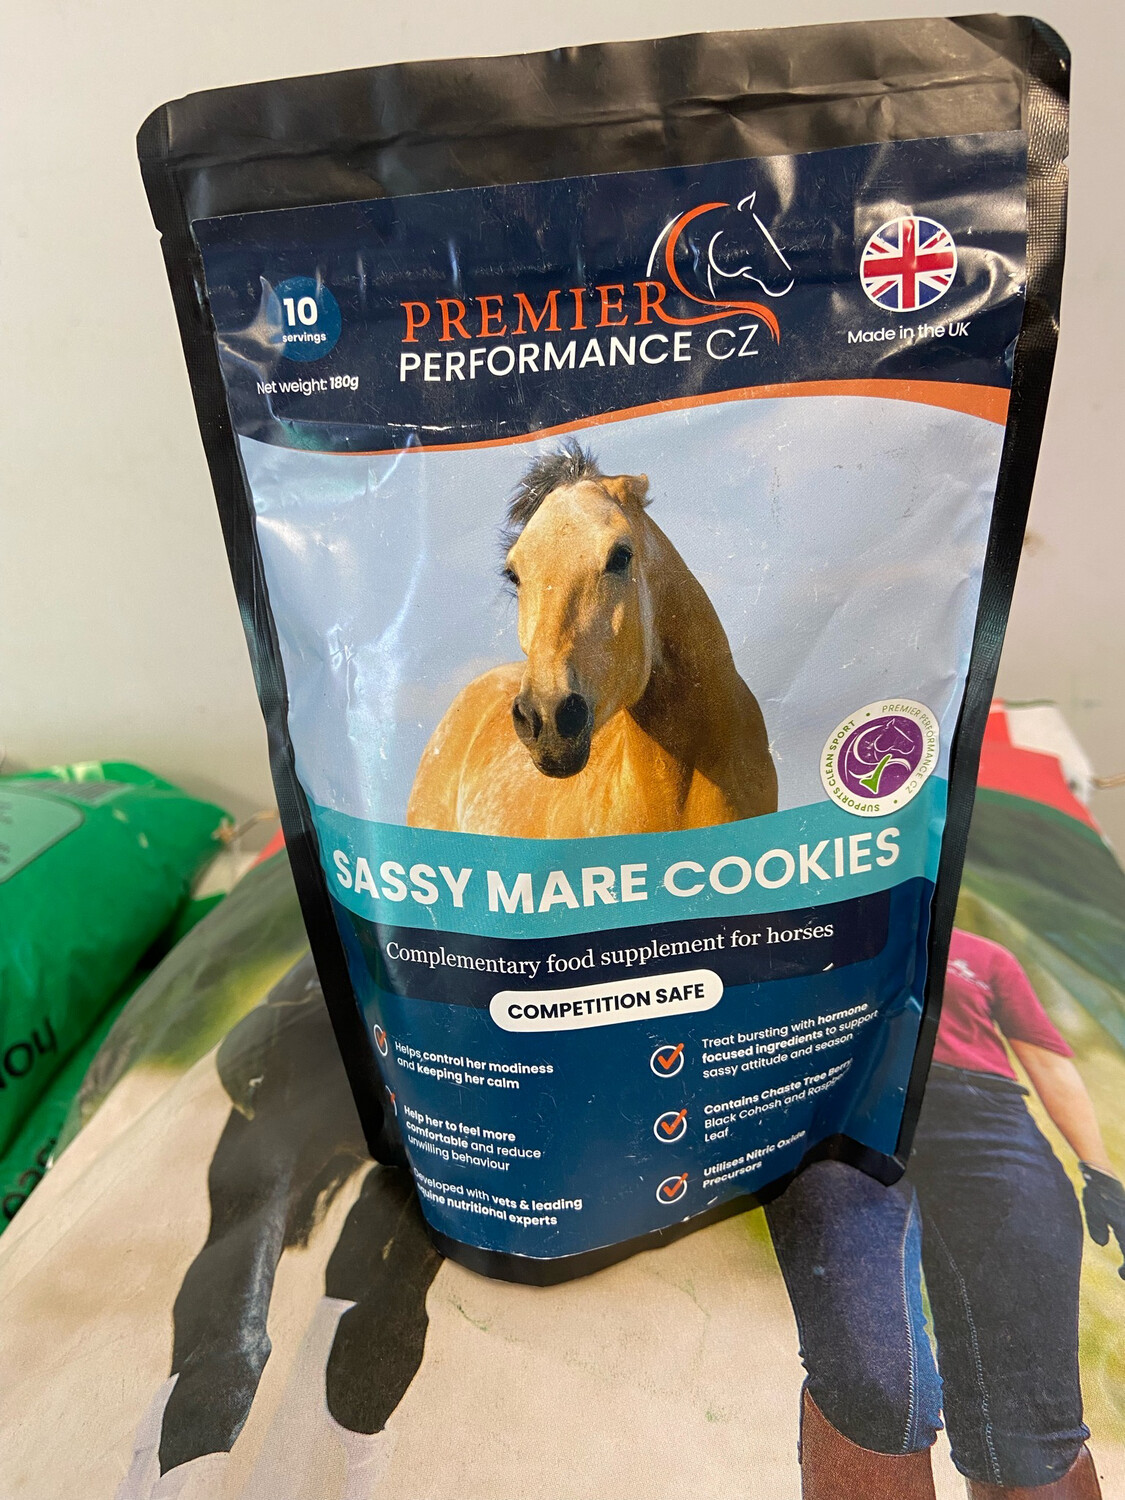 10
servings
Net weight: 180g
PREMIER
PERFORMANCE CZ
Made in the UK
SUPPORTS CLEAN SPORT • PREMIER PERFORMANCE CZ •
SASSY MARE COOKIES
Complementary food supplement for horses
COMPETITION SAFE
Helps control her modiness
and keeping her calm
Help her to feel more
comfortable and reduce
unwilling behaviour
Developed with vets & leading
equine nutritional experts
Treat bursting with hormone
focused ingredients to support
sassy attitude and season
Contains Chaste Tree Berry
Black Cohosh and Raspberry
Leaf
Utilises Nitric Oxide
Precursors